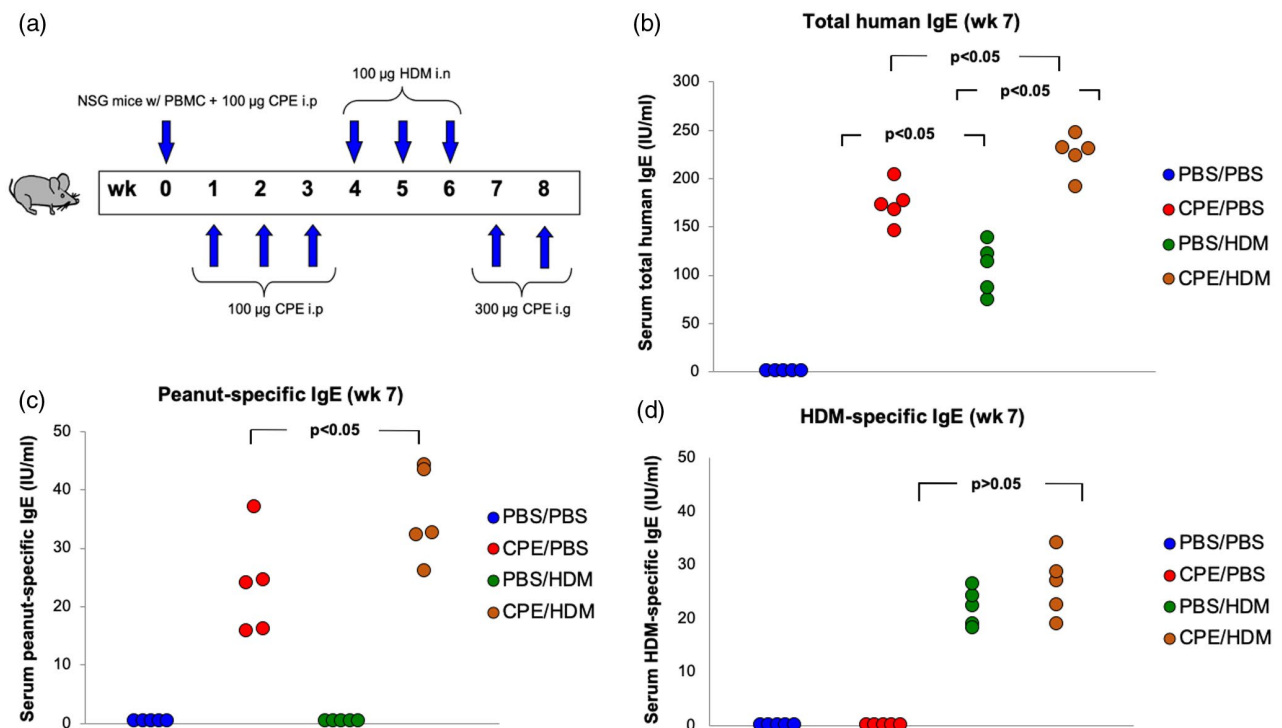 (a)
100 µg HDM i.n
NSG mice w/ PBMC + 100 µg CPE i.p
wk 0 1 2 3 4 5 6 7 8
100 µg CPE i.p
300 µg CPE i.g
(b)
Total human IgE (wk 7)
p<0.05
p<0.05
p<0.05
Serum total human IgE (IU/ml)
300
250
200
150
100
50
0
PBS/PBS
CPE/PBS
PBS/HDM
CPE/HDM
(c)
Peanut-specific IgE (wk 7)
p<0.05
Serum peanut-specific IgE (IU/ml)
50
40
30
20
10
0
PBS/PBS
CPE/PBS
PBS/HDM
CPE/HDM
(d)
HDM-specific IgE (wk 7)
p>0.05
Serum HDM-specific IgE (IU/ml)
50
40
30
20
10
0
PBS/PBS
CPE/PBS
PBS/HDM
CPE/HDM